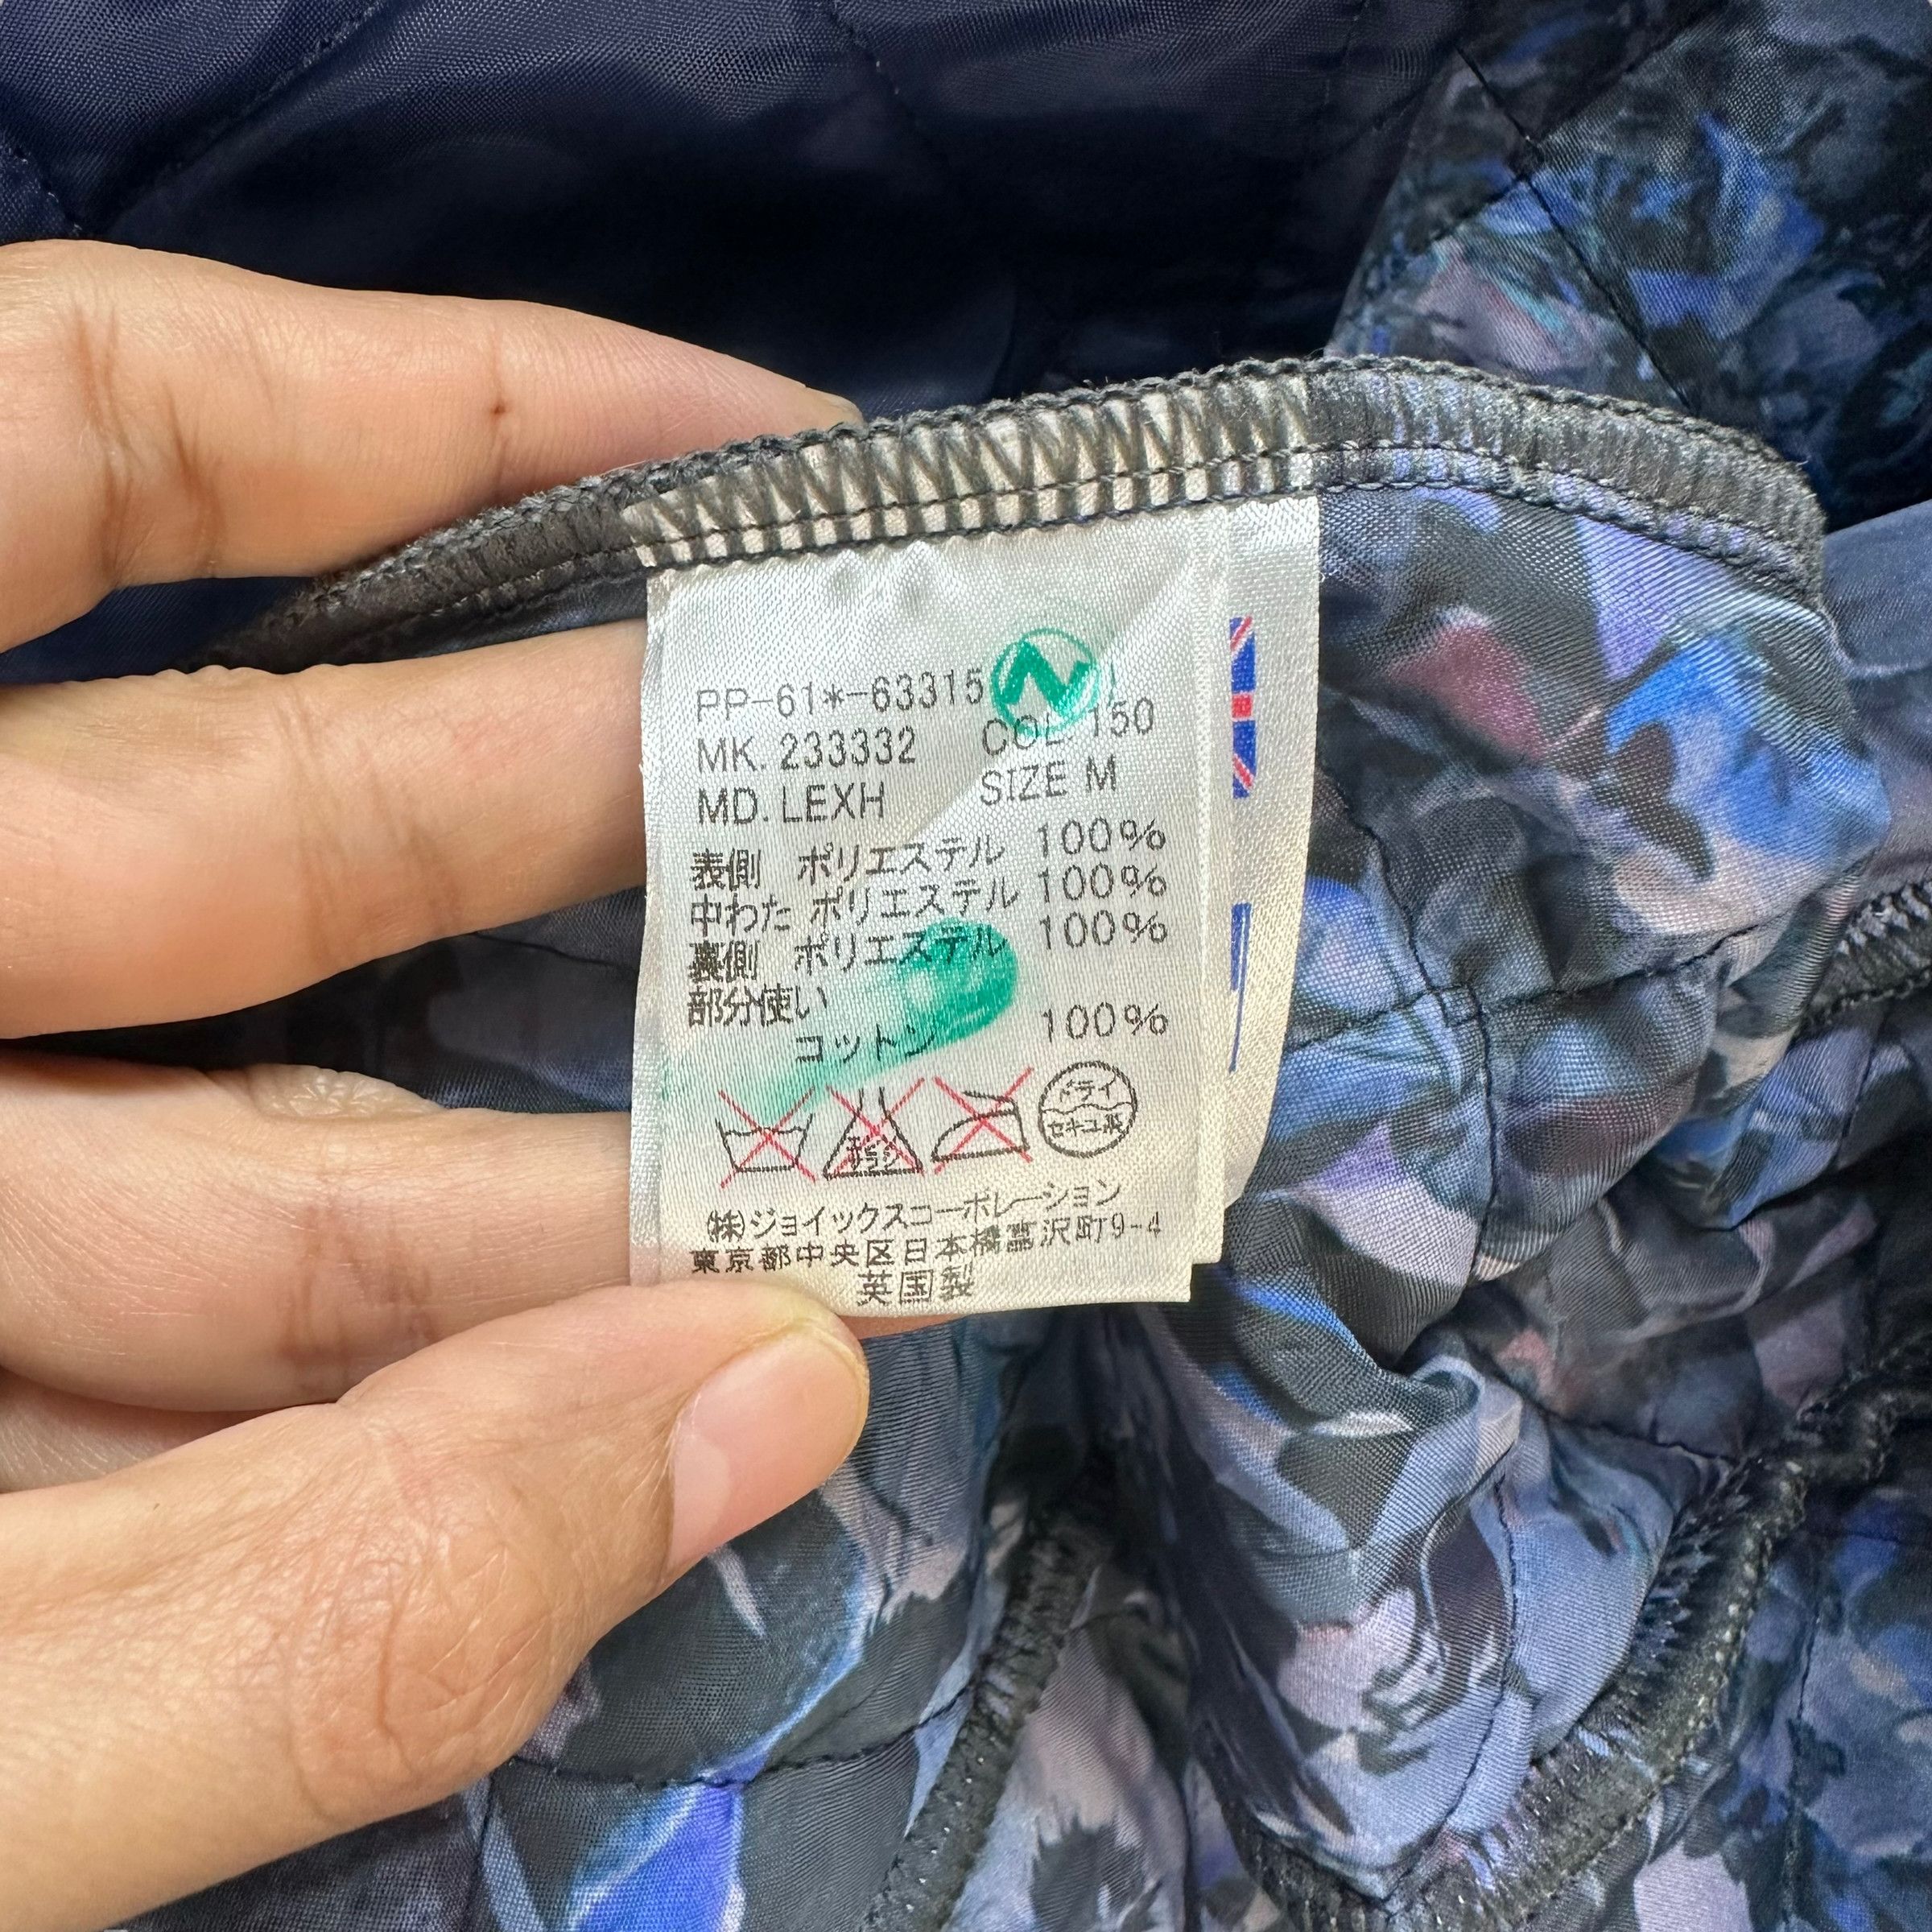 N
PP-61*-63315
MK. 233332 COL 150
MD. LEXH SIZE M
表側 ポリエステル 100%
中わた ポリエステル 100%
裏側 ポリエステル 100%
部分使い
コットン 100%
ドライ
セキユ系
(株)ジョイックスコーポレーション
東京都中央区日本橋富沢町9-4
英国製